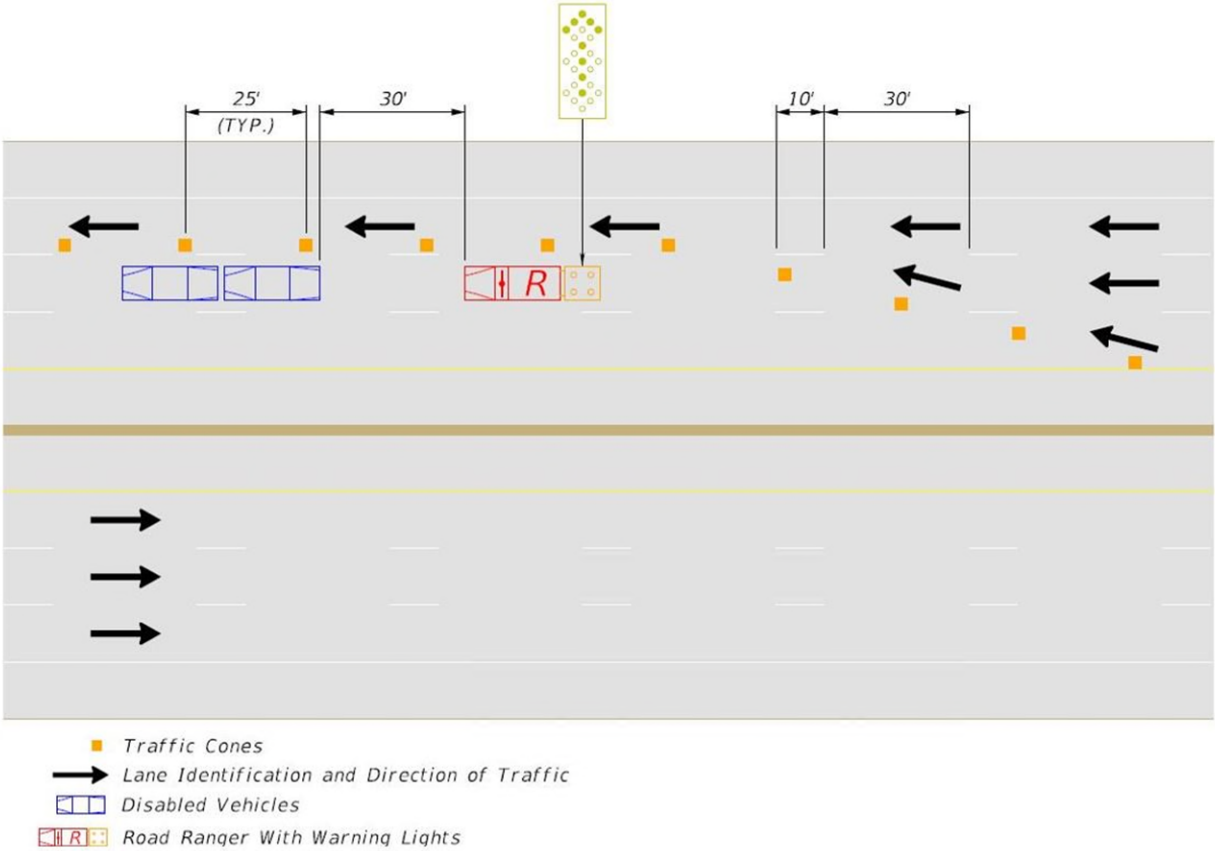 25'
(TYP.)
30'
10'
30'
R
Traffic Cones
Lane Identification and Direction of Traffic
Disabled Vehicles
R
Road Ranger With Warning Lights